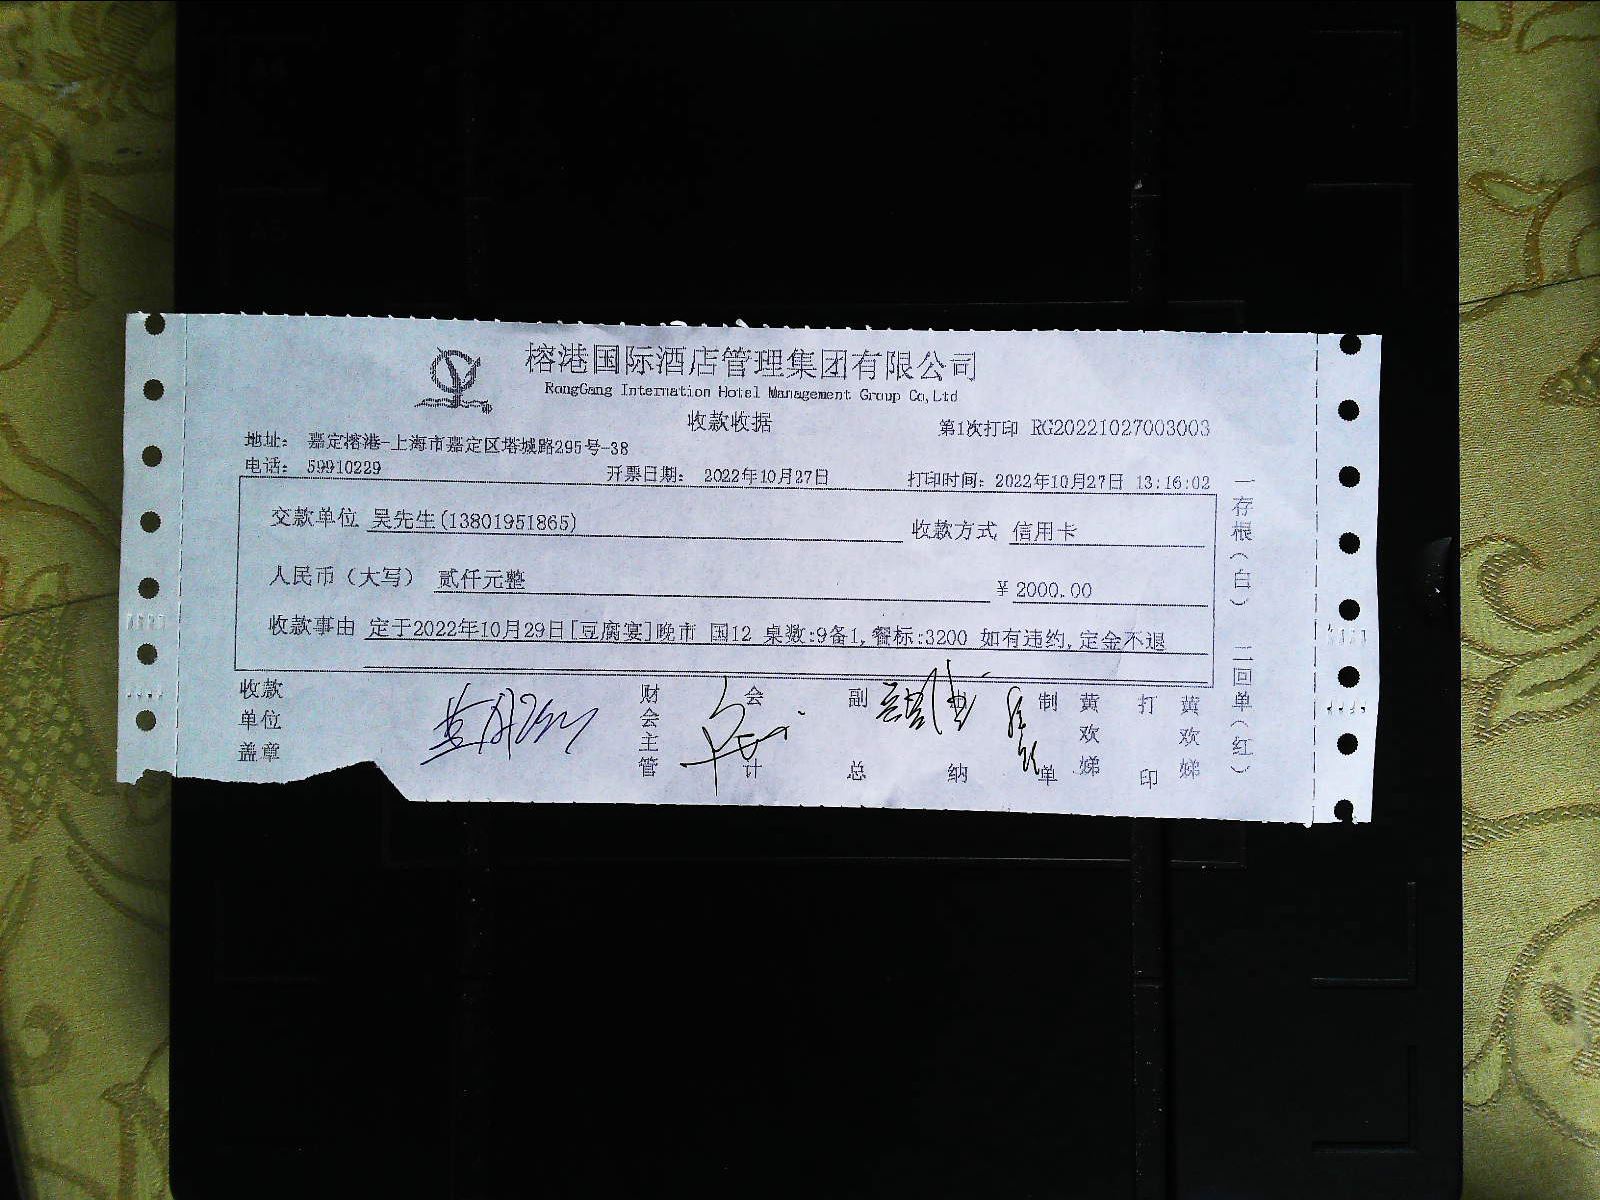 榕港国际酒店管理集团有限公司
RongGang Internation Hotel Management Group Co,Ltd
收款收据
第1次打印 RG20221027003003
地址： 嘉定榕港-上海市嘉定区塔城路295号-38
电话： 59910229
开票日期： 2022年10月27日
打印时间：2022年10月27日 13:16:02
交款单位 吴先生(13801951865)
收款方式 信用卡
人民币（大写） 贰仟元整
¥ 2000.00
收款事由 定于2022年10月29日[豆腐宴]晚市 国12 桌数:9备1,餐标:3200 如有违约,定金不退
收款单位盖章
财会主管
会计
副总
纳
制单
黄欢娣
打印
黄欢娣
一存根（白） 二回单（红）